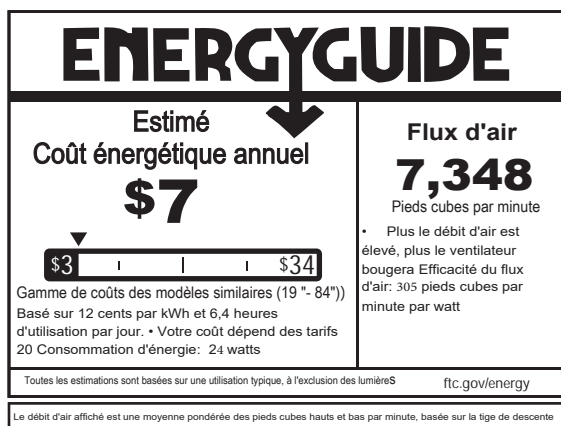 ENERGYGUIDE
Estimé
Coût énergétique annuel
$7
$3
$34
Gamme de coûts des modèles similaires (19 "- 84"))
Basé sur 12 cents par kWh et 6,4 heures
d'utilisation par jour. • Votre coût dépend des tarifs
20 Consommation d'énergie: 24 watts
Flux d'air
7,348
Pieds cubes par minute
• Plus le débit d'air est
élevé, plus le ventilateur
bougera Efficacité du flux
d'air: 305 pieds cubes par
minute par watt
Toutes les estimations sont basées sur une utilisation typique, à l'exclusion des lumièreS
ftc.gov/energy
Le débit d'air affiché est une moyenne pondérée des pieds cubes hauts et bas par minute, basée sur la tige de descente